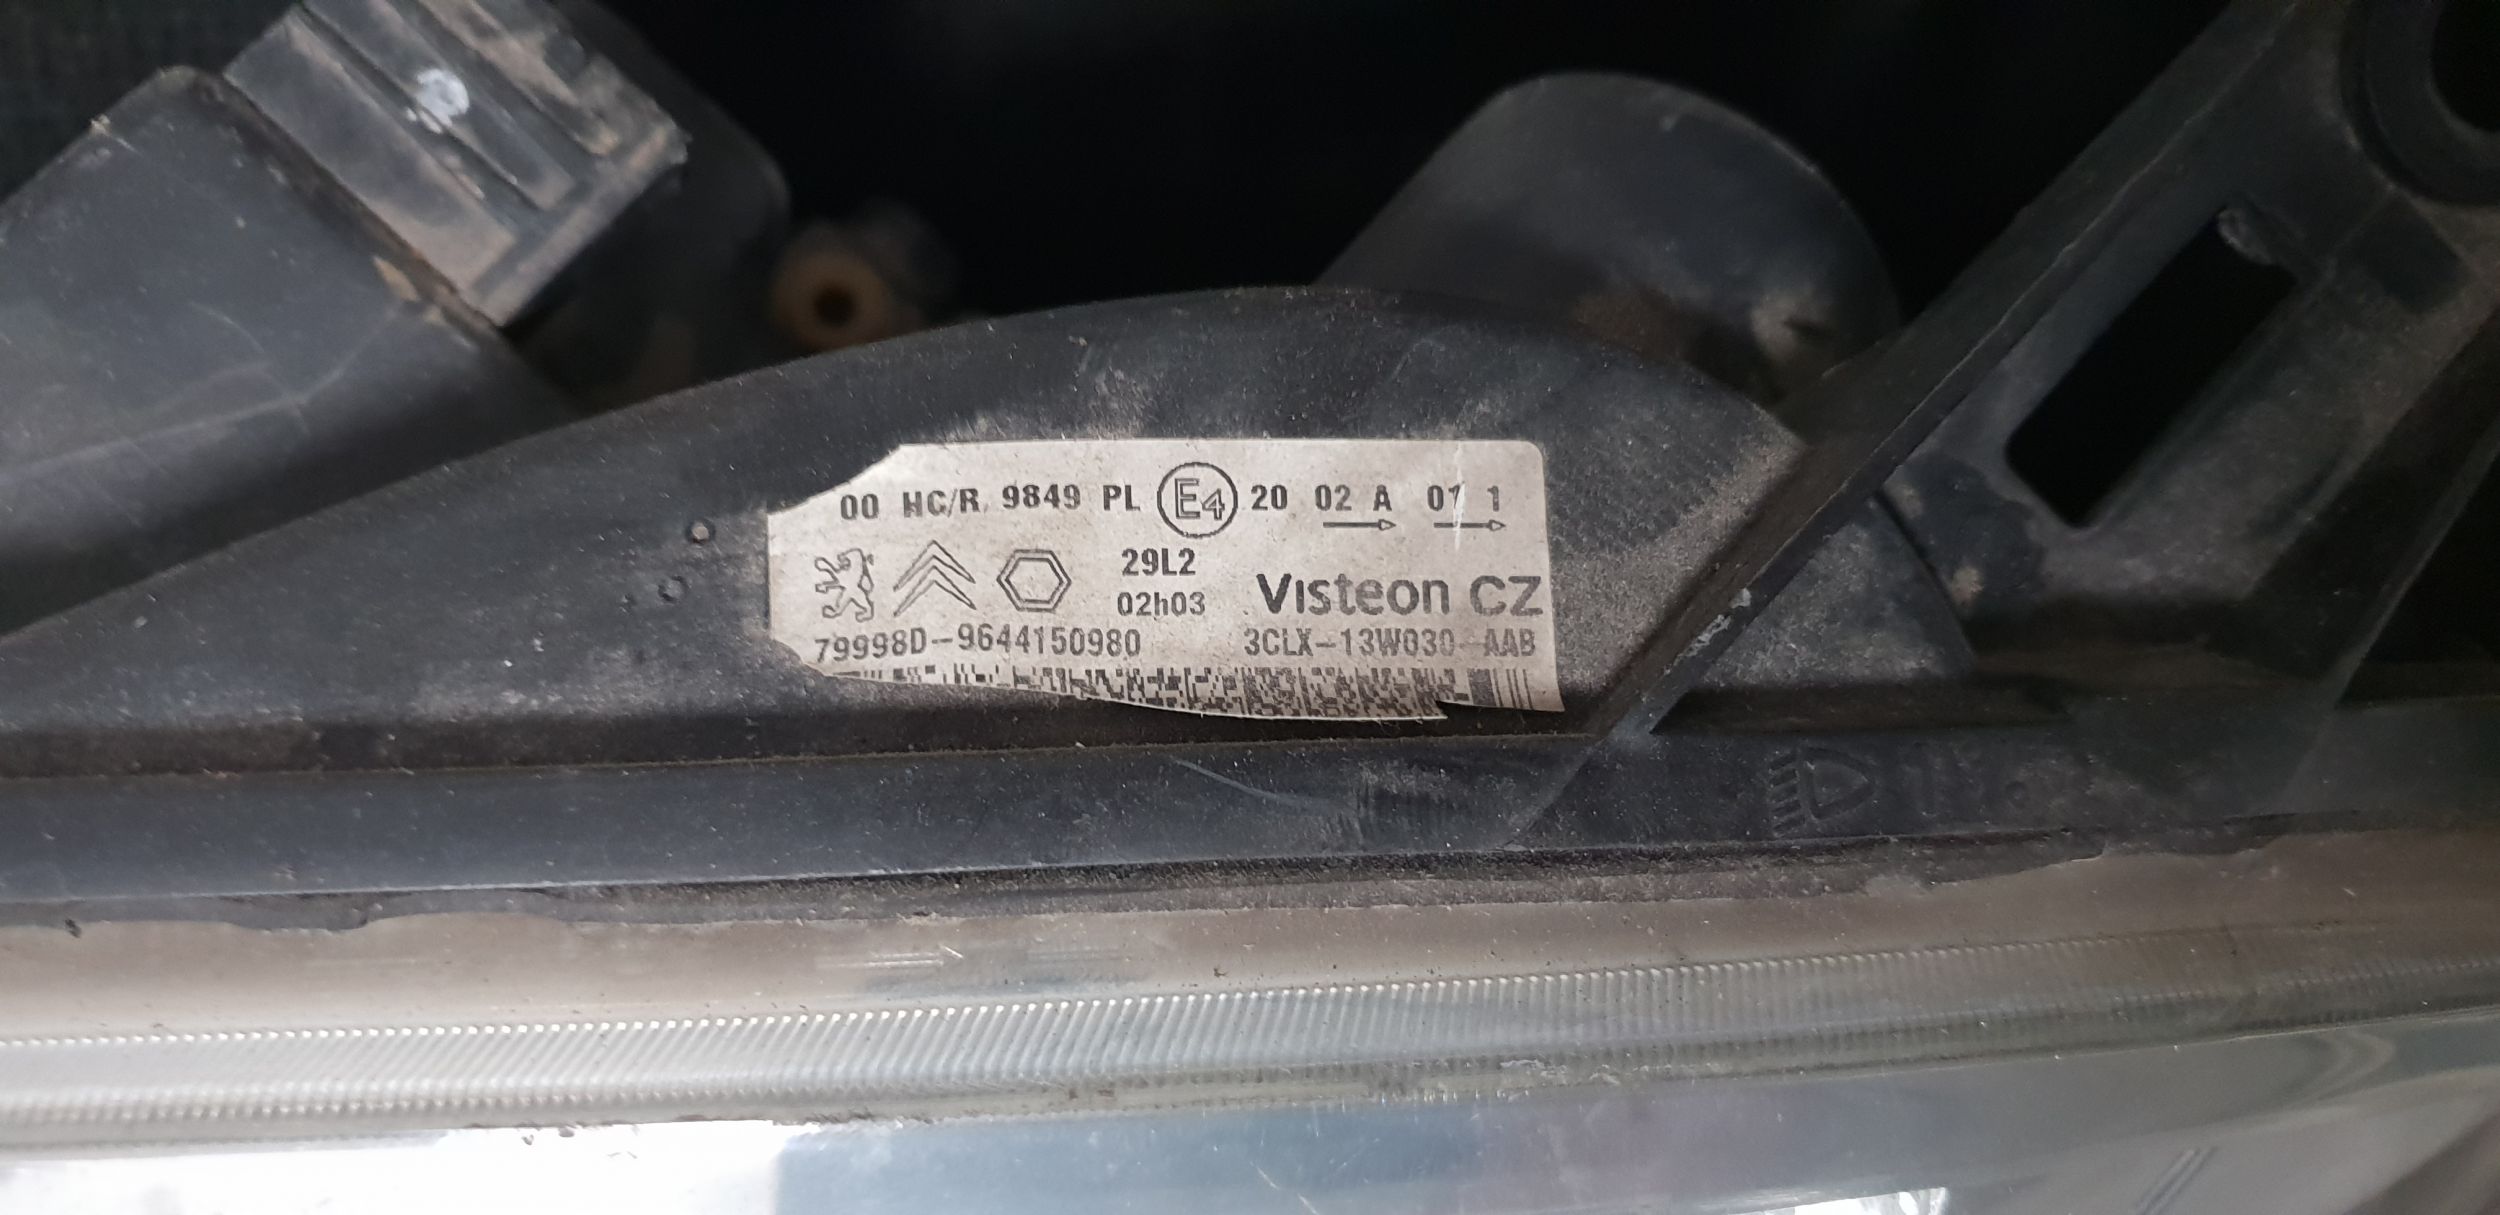 00 HC/R 9849 PL E4 20 02 A 01 1
29L2
02h03 Visteon CZ
79998D-9644150980 3CLX-13W030-AAB